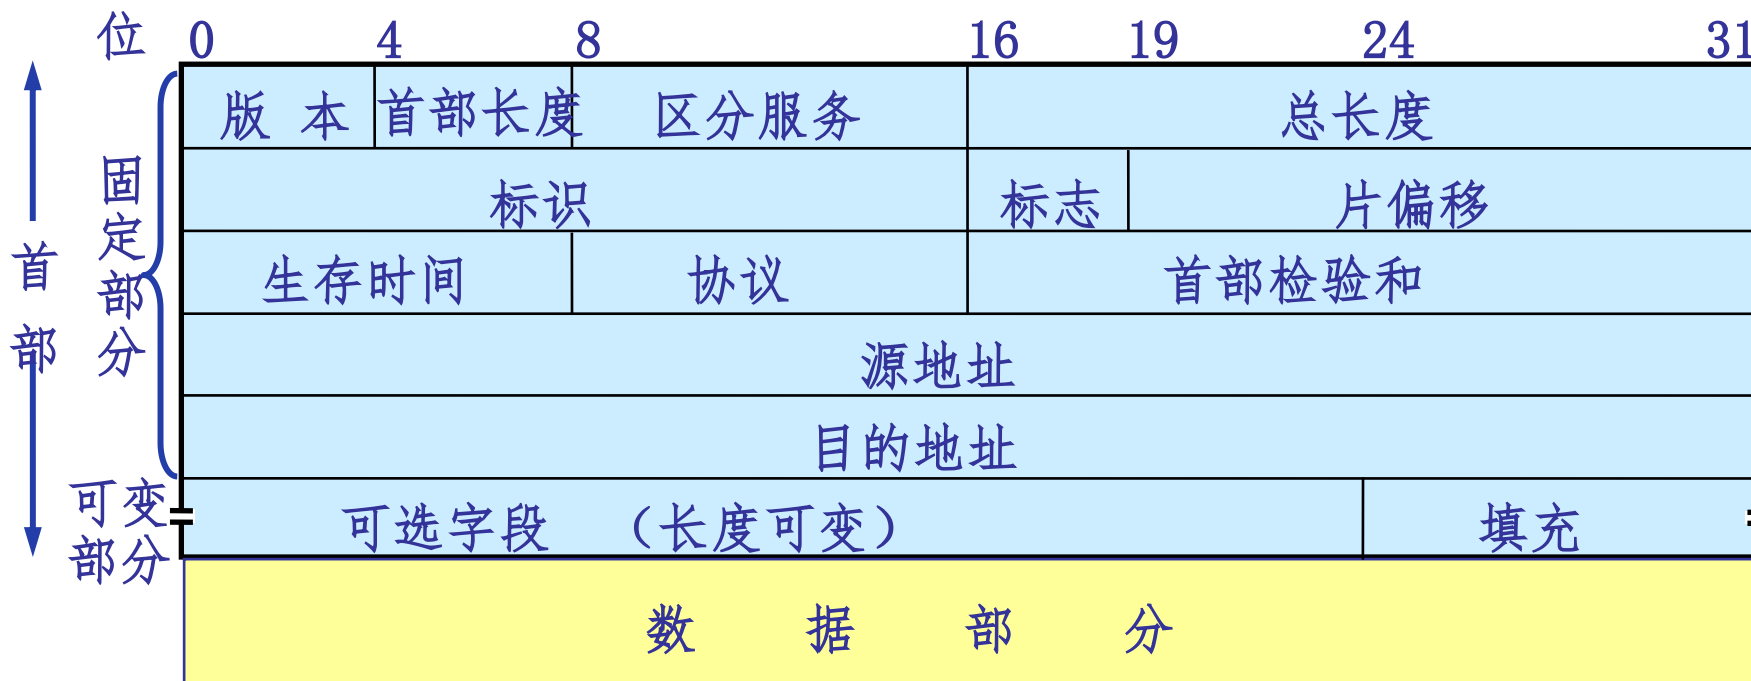 位 0 4 8 16 19 24 31
版 本 首部长度 区分服务 总长度
标识 标志 片偏移
生存时间 协议 首部检验和
源地址
目的地址
可选字段 （长度可变） 填充
数 据 部 分
首部
固定部分
可变
部分